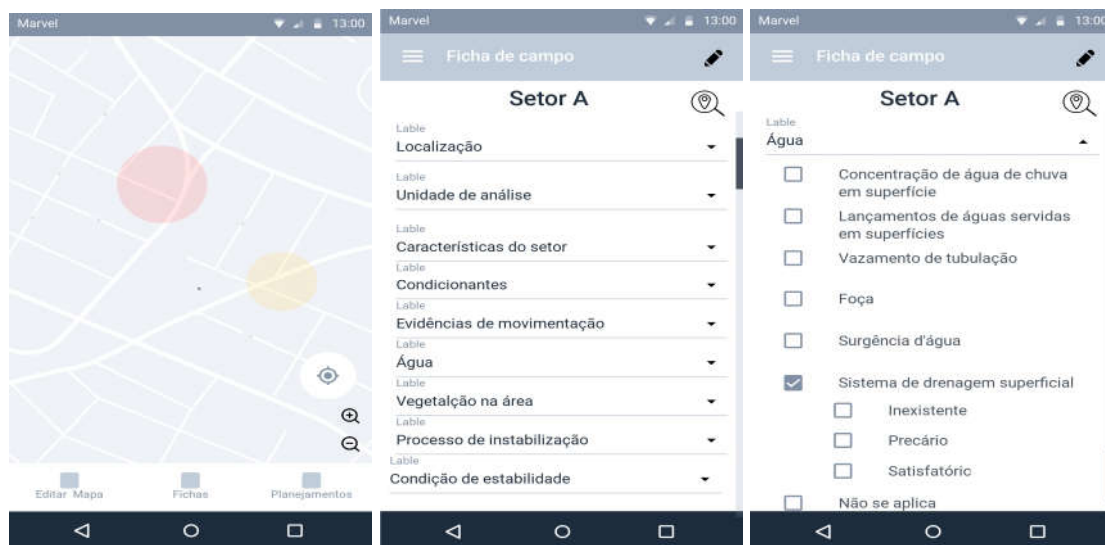 Marvel 13:00
Editar Mapa Fichas Planejamentos
Marvel 13:00
Ficha de campo
Setor A
Lable
Localização
Lable
Unidade de análise
Lable
Características do setor
Lable
Condicionantes
Lable
Evidências de movimentação
Lable
Água
Lable
Vegetalção na área
Lable
Processo de instabilização
Lable
Condição de estabilidade
Marvel 13:00
Ficha de campo
Setor A
Lable
Água
Concentração de água de chuva
em superfície
Lançamentos de águas servidas
em superfícies
Vazamento de tubulação
Foça
Surgência d'água
Sistema de drenagem superficial
Inexistente
Precário
Satisfatóric
Não se aplica